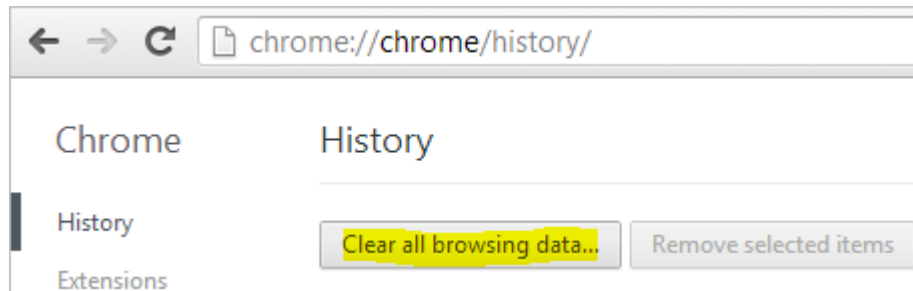 chrome://chrome/history/
Chrome
History
History
Clear all browsing data...
Remove selected items
Extensions